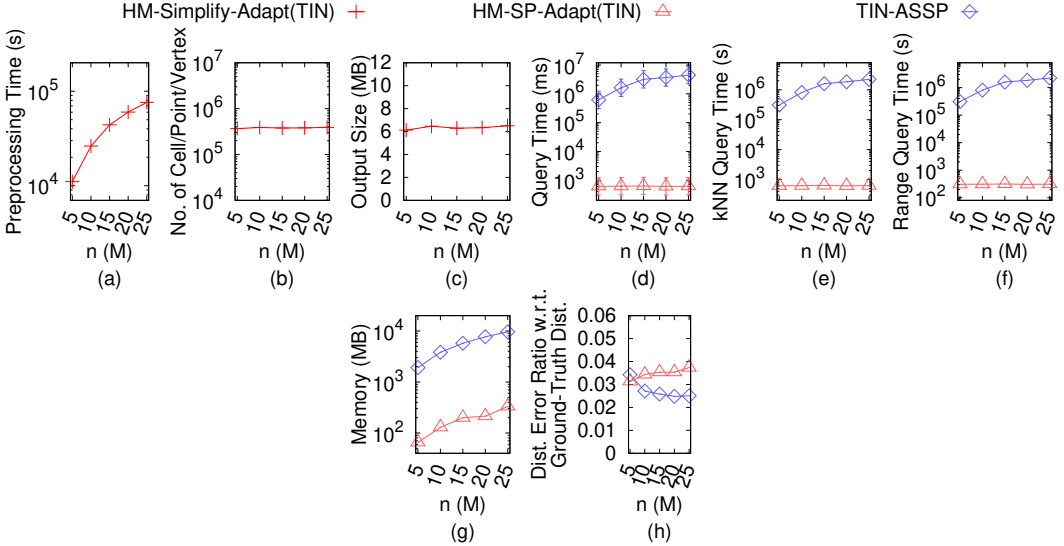 HM-Simplify-Adapt(TIN) HM-SP-Adapt(TIN) TIN-ASSP
Preprocessing Time (s)
10^5
10^4
5 10 15 20 25
n (M)
(a)
No. of Cell/Point/Vertex
10^7
10^6
10^5
10^4
5 10 15 20 25
n (M)
(b)
Output Size (MB)
12
10
8
6
4
2
0
5 10 15 20 25
n (M)
(c)
Query Time (ms)
10^7
10^6
10^5
10^4
10^3
5 10 15 20 25
n (M)
(d)
kNN Query Time (s)
10^6
10^5
10^4
10^3
5 10 15 20 25
n (M)
(e)
Range Query Time (s)
10^6
10^5
10^4
10^3
10^2
5 10 15 20 25
n (M)
(f)
Memory (MB)
10^4
10^3
10^2
5 10 15 20 25
n (M)
(g)
Dist. Error Ratio w.r.t.
Ground-Truth Dist.
0.06
0.05
0.04
0.03
0.02
0.01
0
5 10 15 20 25
n (M)
(h)